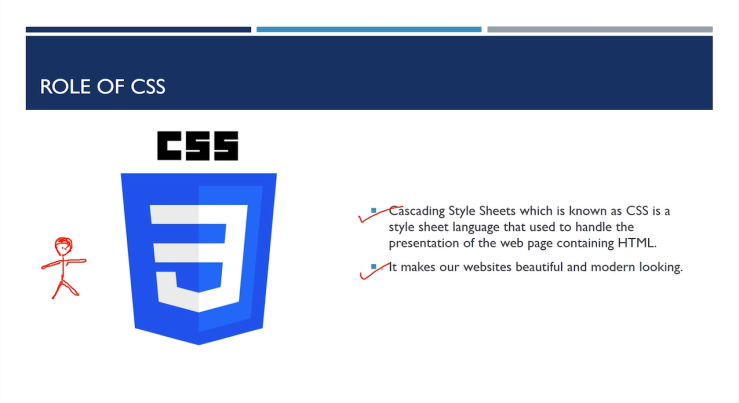 ROLE OF CSS
CSS
3
Cascading Style Sheets which is known as CSS is a
style sheet language that used to handle the
presentation of the web page containing HTML.
It makes our websites beautiful and modern looking.